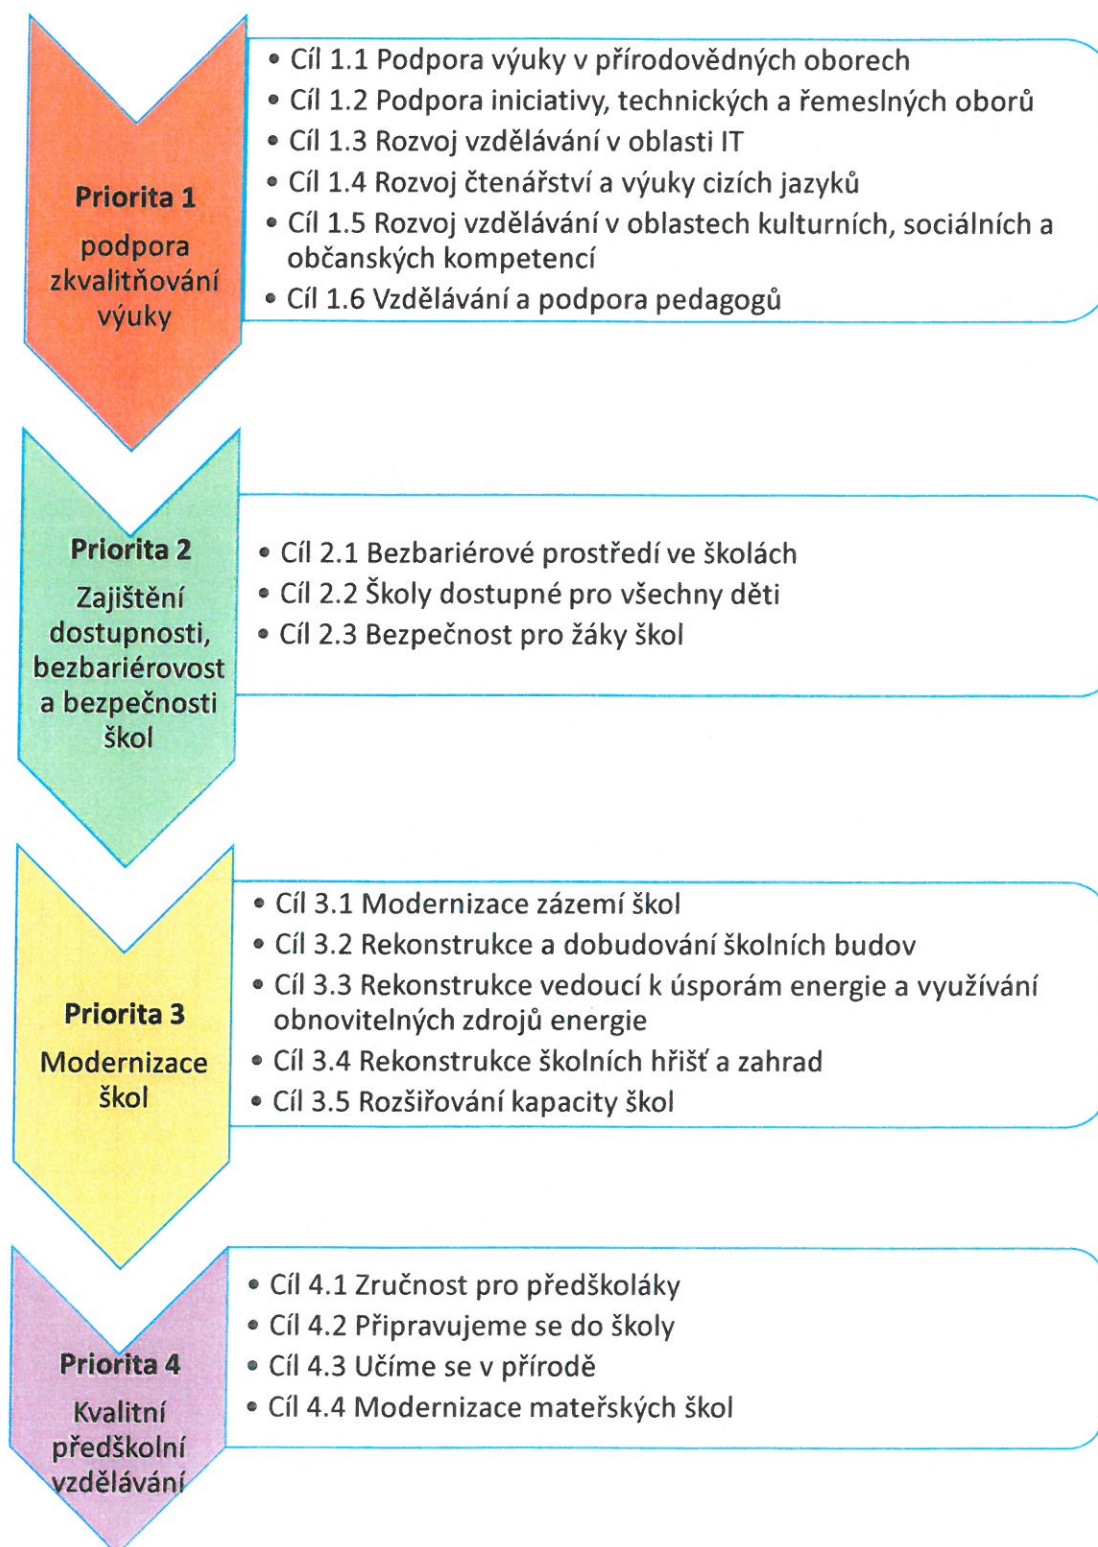 Priorita 1
podpora
zkvalitňování
výuky
• Cíl 1.1 Podpora výuky v přírodovědných oborech
• Cíl 1.2 Podpora iniciativy, technických a řemeslných oborů
• Cíl 1.3 Rozvoj vzdělávání v oblasti IT
• Cíl 1.4 Rozvoj čtenářství a výuky cizích jazyků
• Cíl 1.5 Rozvoj vzdělávání v oblastech kulturních, sociálních a
občanských kompetencí
• Cíl 1.6 Vzdělávání a podpora pedagogů
Priorita 2
Zajištění
dostupnosti,
bezbariérovost
a bezpečnosti
škol
• Cíl 2.1 Bezbariérové prostředí ve školách
• Cíl 2.2 Školy dostupné pro všechny děti
• Cíl 2.3 Bezpečnost pro žáky škol
Priorita 3
Modernizace
škol
• Cíl 3.1 Modernizace zázemí škol
• Cíl 3.2 Rekonstrukce a dobudování školních budov
• Cíl 3.3 Rekonstrukce vedoucí k úsporám energie a využívání
obnovitelných zdrojů energie
• Cíl 3.4 Rekonstrukce školních hřišť a zahrad
• Cíl 3.5 Rozšiřování kapacity škol
Priorita 4
Kvalitní
předškolní
vzdělávání
• Cíl 4.1 Zručnost pro předškoláky
• Cíl 4.2 Připravujeme se do školy
• Cíl 4.3 Učíme se v přírodě
• Cíl 4.4 Modernizace mateřských škol